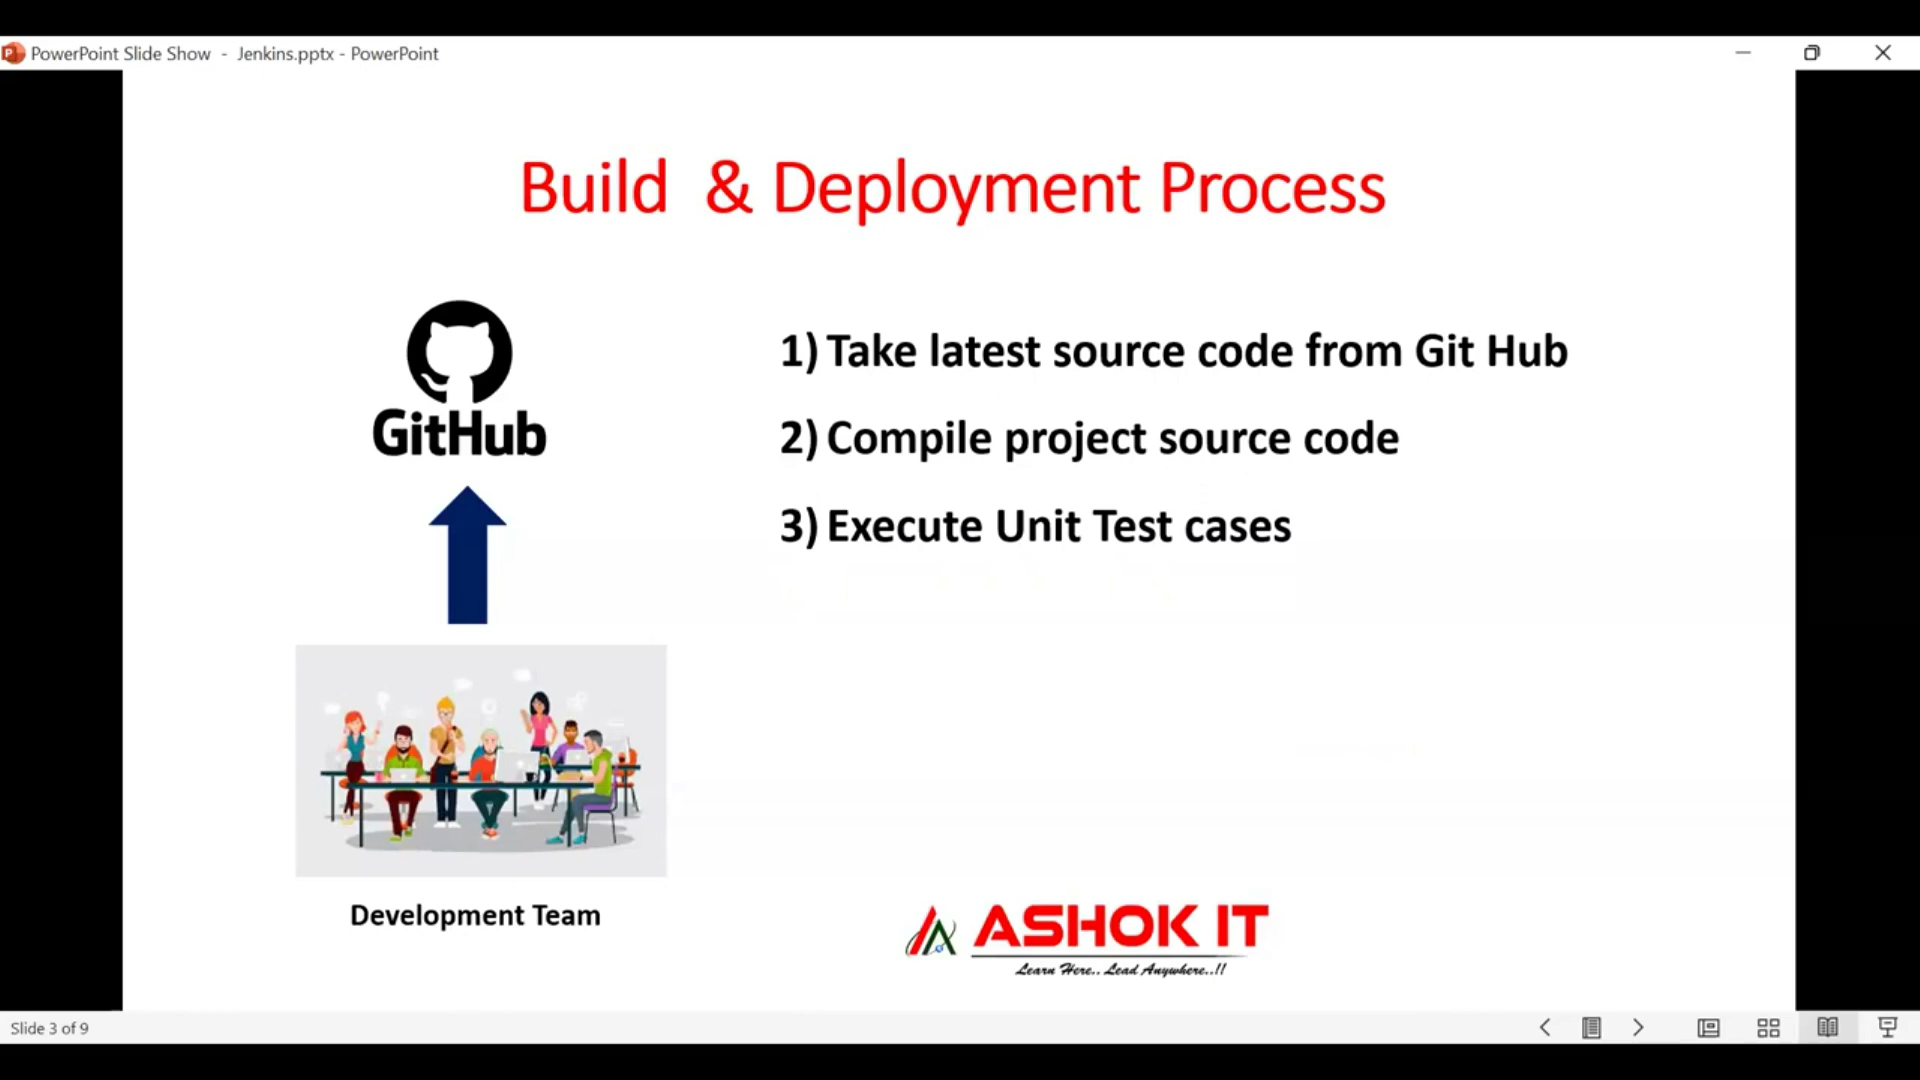 PowerPoint Slide Show - Jenkins.pptx - PowerPoint
Build & Deployment Process
GitHub
1) Take latest source code from Git Hub
2) Compile project source code
3) Execute Unit Test cases
Development Team
ASHOK IT
Learn Here.. Lead Anywhere..!!
Slide 3 of 9